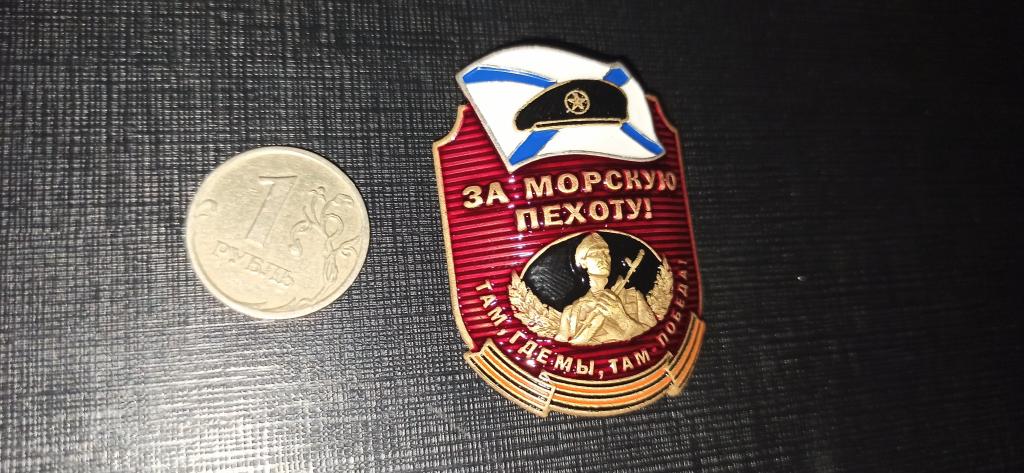 1
РУБЛЬ
ЗА МОРСКУЮ
ПЕХОТУ!
ТАМ, ГДЕ МЫ, ТАМ ПОБЕДА!